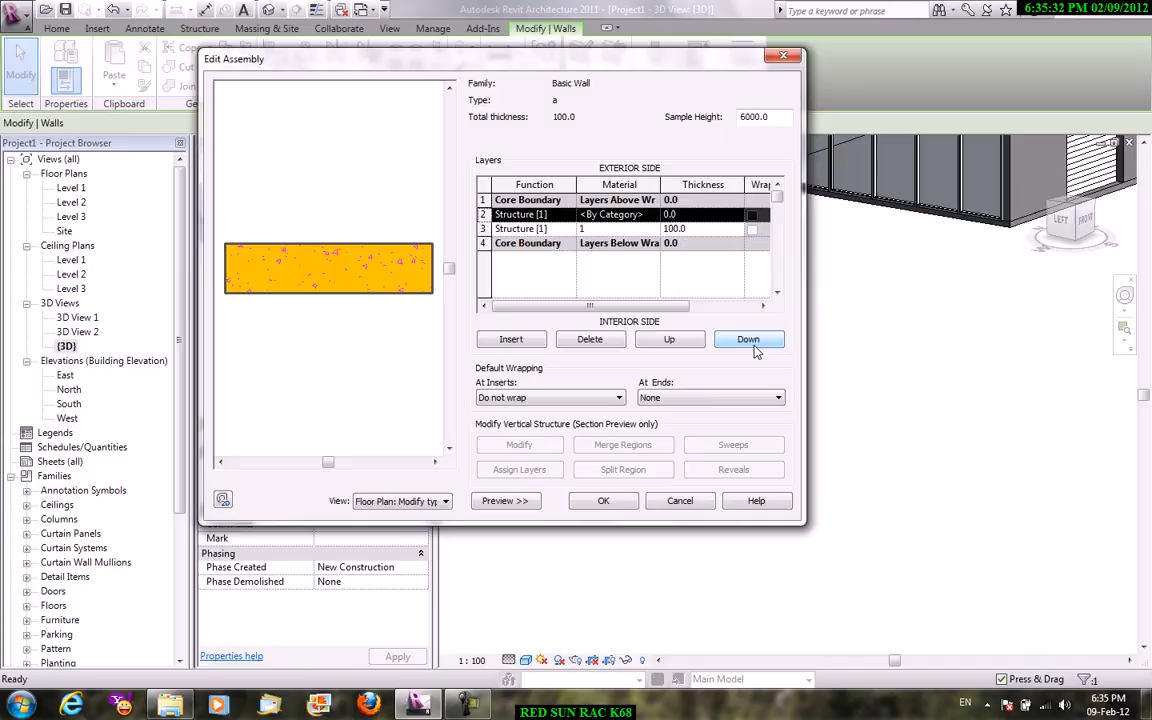 Autodesk Revit Architecture 2011 - [Project1 - 3D View: {3D}]
Type a keyword or phrase
6:35:32 PM 02/09/2012
Home Insert Annotate Structure Massing & Site Collaborate View Manage Add-Ins Modify | Walls
Modify
Paste
Select Properties Clipboard
Modify | Walls
Project1 - Project Browser
Views (all)
Floor Plans
Level 1
Level 2
Level 3
Site
Ceiling Plans
Level 1
Level 2
Level 3
3D Views
3D View 1
3D View 2
{3D}
Elevations (Building Elevation)
East
North
South
West
Legends
Schedules/Quantities
Sheets (all)
Families
Annotation Symbols
Ceilings
Columns
Curtain Panels
Curtain Systems
Curtain Wall Mullions
Detail Items
Doors
Floors
Furniture
Parking
Pattern
Planting
Edit Assembly
Family: Basic Wall
Type: a
Total thickness: 100.0 Sample Height: 6000.0
Layers
EXTERIOR SIDE
Function Material Thickness Wra
1 Core Boundary Layers Above Wr 0.0
2 Structure [1] <By Category> 0.0
3 Structure [1] 1 100.0
4 Core Boundary Layers Below Wra 0.0
INTERIOR SIDE
Insert Delete Up Down
Default Wrapping
At Inserts: At Ends:
Do not wrap None
Modify Vertical Structure (Section Preview only)
Modify Merge Regions Sweeps
Assign Layers Split Region Reveals
View: Floor Plan: Modify typ Preview >> OK Cancel Help
LEFT FRONT
Mark
Phasing
Phase Created New Construction
Phase Demolished None
Properties help Apply
1 : 100
Ready
Main Model
Press & Drag
:1
EN
6:35 PM
09-Feb-12
RED SUN RAC K68